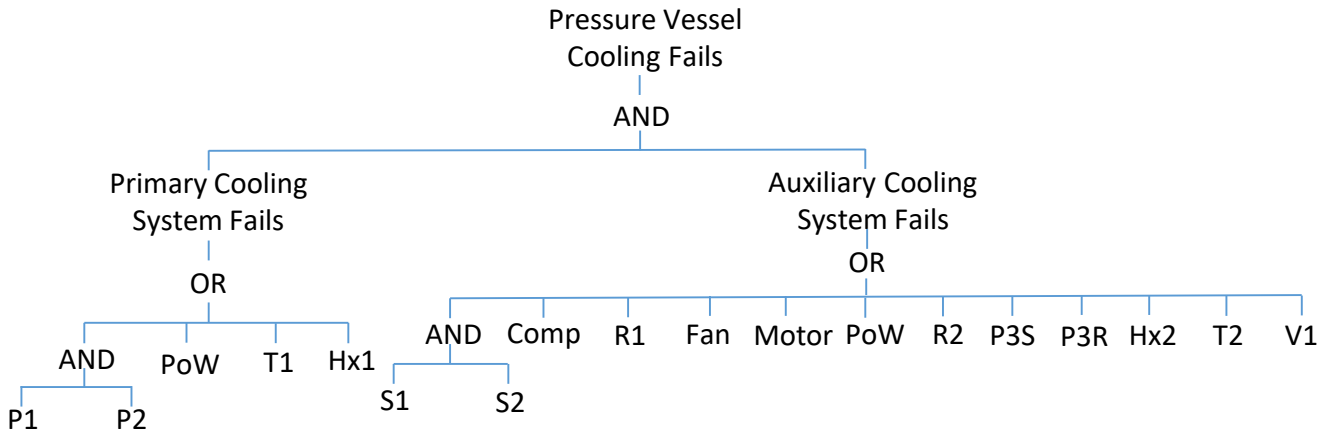 Pressure Vessel
Cooling Fails
AND
Primary Cooling
System Fails
Auxiliary Cooling
System Fails
OR
OR
AND
PoW
T1
Hx1
AND
Comp
R1
Fan
Motor
PoW
R2
P3S
P3R
Hx2
T2
V1
P1
P2
S1
S2